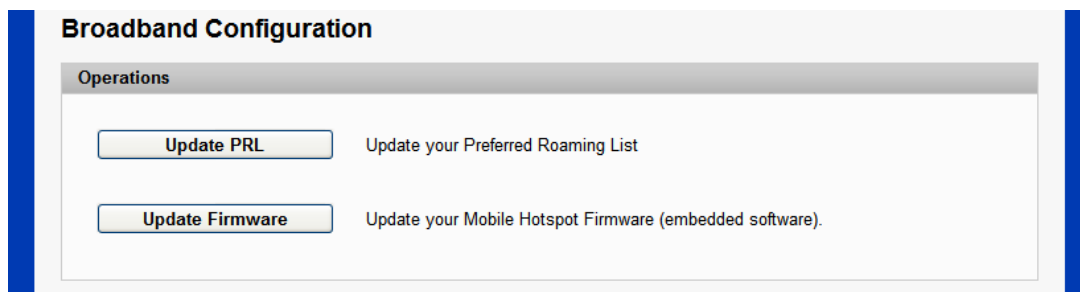 Broadband Configuration
Operations
Update PRL Update your Preferred Roaming List
Update Firmware Update your Mobile Hotspot Firmware (embedded software).